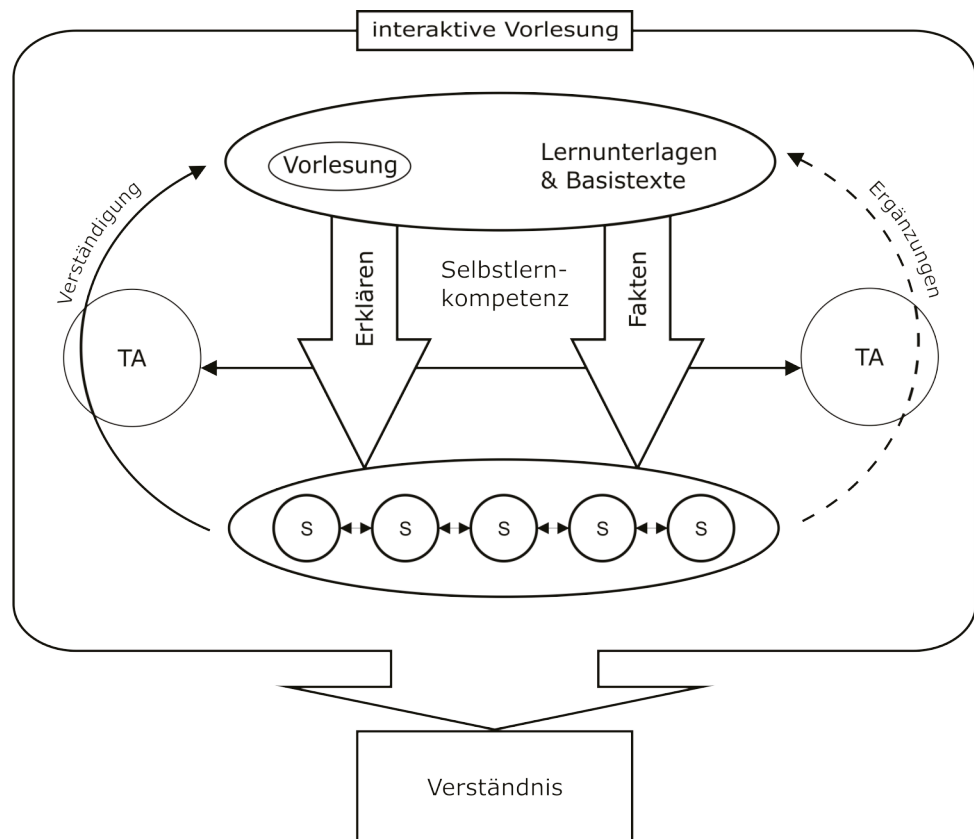 interaktive Vorlesung
Vorlesung
Lernunterlagen
& Basistexte
Verständigung
Ergänzungen
Erklären
Selbstlern-
kompetenz
Fakten
TA
TA
S
S
S
S
S
Verständnis